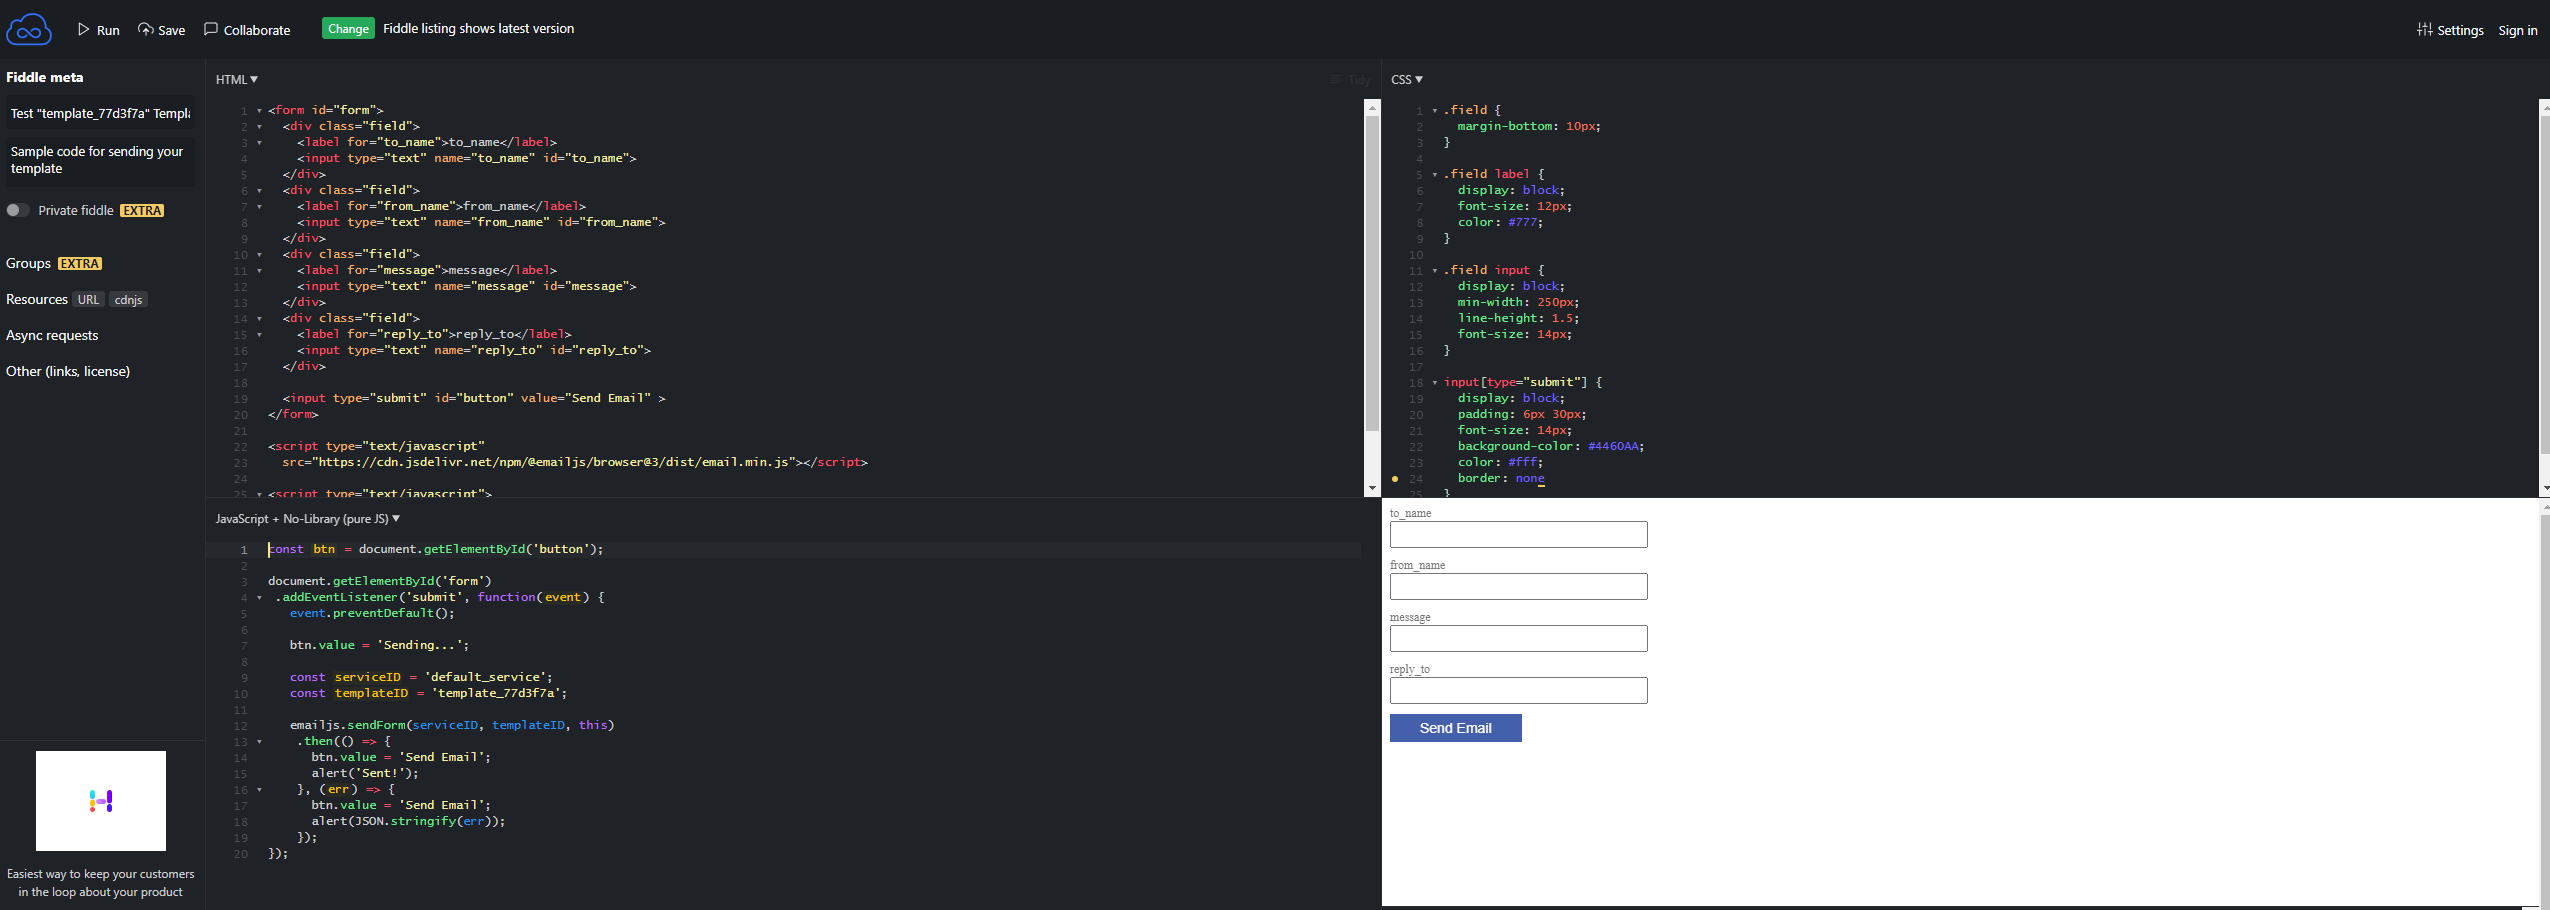 Run Save Collaborate Change Fiddle listing shows latest version Settings Sign in
Fiddle meta
Test "template_77d3f7a" Templa
Sample code for sending your
template
Private fiddle EXTRA
Groups EXTRA
Resources URL cdnjs
Async requests
Other (links, license)
Easiest way to keep your customers
in the loop about your product
HTML Tidy
1 <form id="form">
2 <div class="field">
3 <label for="to_name">to_name</label>
4 <input type="text" name="to_name" id="to_name">
5 </div>
6 <div class="field">
7 <label for="from_name">from_name</label>
8 <input type="text" name="from_name" id="from_name">
9 </div>
10 <div class="field">
11 <label for="message">message</label>
12 <input type="text" name="message" id="message">
13 </div>
14 <div class="field">
15 <label for="reply_to">reply_to</label>
16 <input type="text" name="reply_to" id="reply_to">
17 </div>
18
19 <input type="submit" id="button" value="Send Email" >
20 </form>
21
22 <script type="text/javascript"
23 src="https://cdn.jsdelivr.net/npm/@emailjs/browser@3/dist/email.min.js"></script>
24
25 <script type="text/javascript">
CSS
1 .field {
2 margin-bottom: 10px;
3 }
4
5 .field label {
6 display: block;
7 font-size: 12px;
8 color: #777;
9 }
10
11 .field input {
12 display: block;
13 min-width: 250px;
14 line-height: 1.5;
15 font-size: 14px;
16 }
17
18 input[type="submit"] {
19 display: block;
20 padding: 6px 30px;
21 font-size: 14px;
22 background-color: #4460AA;
23 color: #fff;
24 border: none
25 }
JavaScript + No-Library (pure JS)
1 const btn = document.getElementById('button');
2
3 document.getElementById('form')
4 .addEventListener('submit', function(event) {
5 event.preventDefault();
6
7 btn.value = 'Sending...';
8
9 const serviceID = 'default_service';
10 const templateID = 'template_77d3f7a';
11
12 emailjs.sendForm(serviceID, templateID, this)
13 .then(() => {
14 btn.value = 'Send Email';
15 alert('Sent!');
16 }, (err) => {
17 btn.value = 'Send Email';
18 alert(JSON.stringify(err));
19 });
20 });
to_name
from_name
message
reply_to
Send Email